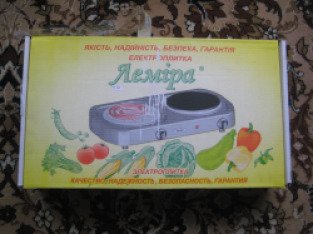 ЯКІСТЬ, НАДІЙНІСТЬ, БЕЗПЕКА, ГАРАНТІЯ
ЕЛЕКТРОПЛИТКА
Леміра®
ЭЛЕКТРОПЛИТКА
КАЧЕСТВО, НАДЕЖНОСТЬ, БЕЗОПАСНОСТЬ, ГАРАНТИЯ